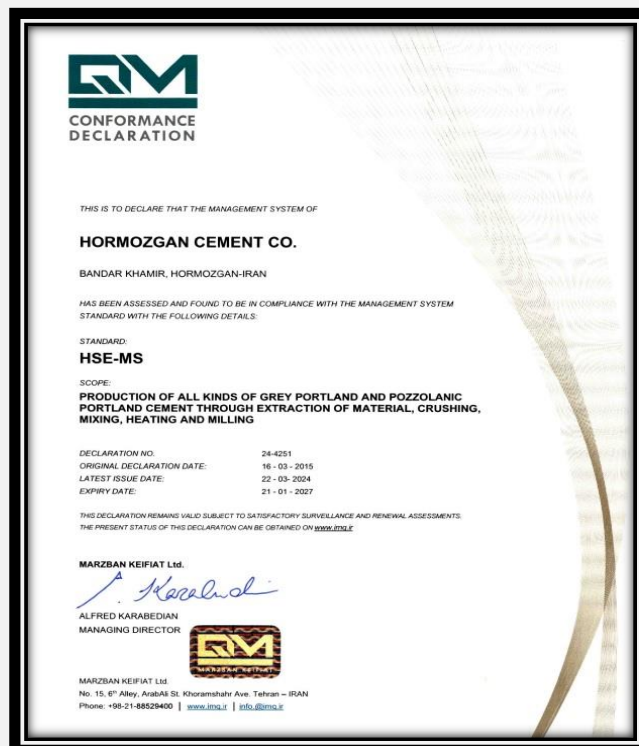 QM
CONFORMANCE
DECLARATION
THIS IS TO DECLARE THAT THE MANAGEMENT SYSTEM OF
HORMOZGAN CEMENT CO.
BANDAR KHAMIR, HORMOZGAN-IRAN
HAS BEEN ASSESSED AND FOUND TO BE IN COMPLIANCE WITH THE MANAGEMENT SYSTEM
STANDARD WITH THE FOLLOWING DETAILS:
STANDARD:
HSE-MS
SCOPE:
PRODUCTION OF ALL KINDS OF GREY PORTLAND AND POZZOLANIC
PORTLAND CEMENT THROUGH EXTRACTION OF MATERIAL, CRUSHING,
MIXING, HEATING AND MILLING
DECLARATION NO. 24-4251
ORIGINAL DECLARATION DATE: 16 - 03 - 2015
LATEST ISSUE DATE: 22 - 03- 2024
EXPIRY DATE: 21 - 01 - 2027
THIS DECLARATION REMAINS VALID SUBJECT TO SATISFACTORY SURVEILLANCE AND RENEWAL ASSESSMENTS.
THE PRESENT STATUS OF THIS DECLARATION CAN BE OBTAINED ON www.imq.ir
MARZBAN KEIFIAT Ltd.
A. Karabedi
ALFRED KARABEDIAN
MANAGING DIRECTOR
QM
MARZBAN KEIFIAT
MARZBAN KEIFIAT Ltd.
No. 15, 6th Alley, ArabAli St. Khoramshahr Ave. Tehran – IRAN
Phone: +98-21-88529400 | www.imq.ir | info.@imq.ir